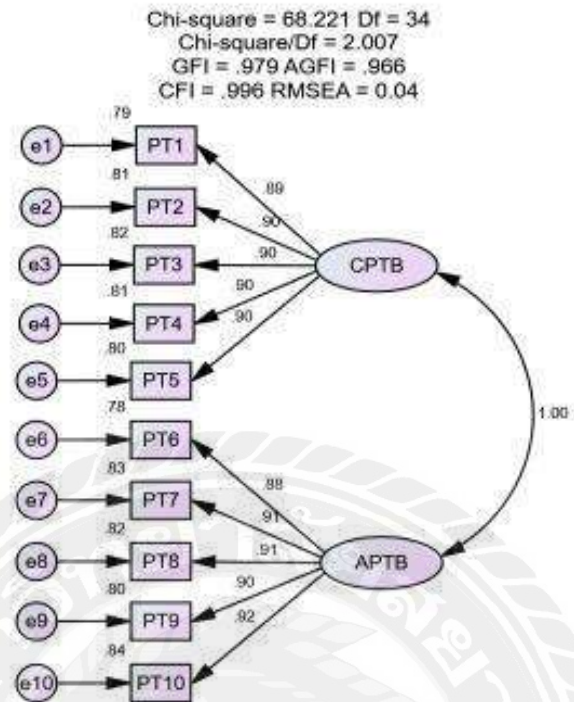 Chi-square = 68.221 Df = 34
Chi-square/Df = 2.007
GFI = .979 AGFI = .966
CFI = .996 RMSEA = 0.04
.79
e1 PT1
.89
.81
e2 PT2
.90
.82
e3 PT3
.90
CPTB
.81
e4 PT4
.90
.90
.80
e5 PT5
.78
e6 PT6
1.00
.83
.88
e7 PT7
.91
.82
e8 PT8
.91
APTB
.80
e9 PT9
.90
.92
.84
e10 PT10